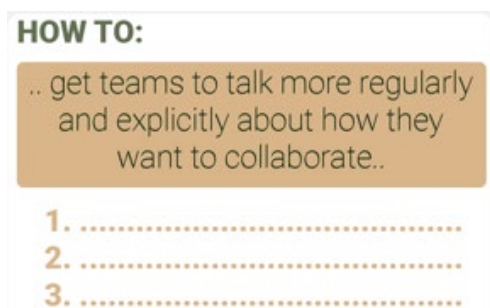 HOW TO:
.. get teams to talk more regularly
and explicitly about how they
want to collaborate..
1. ..........................................
2. ..........................................
3. ..........................................